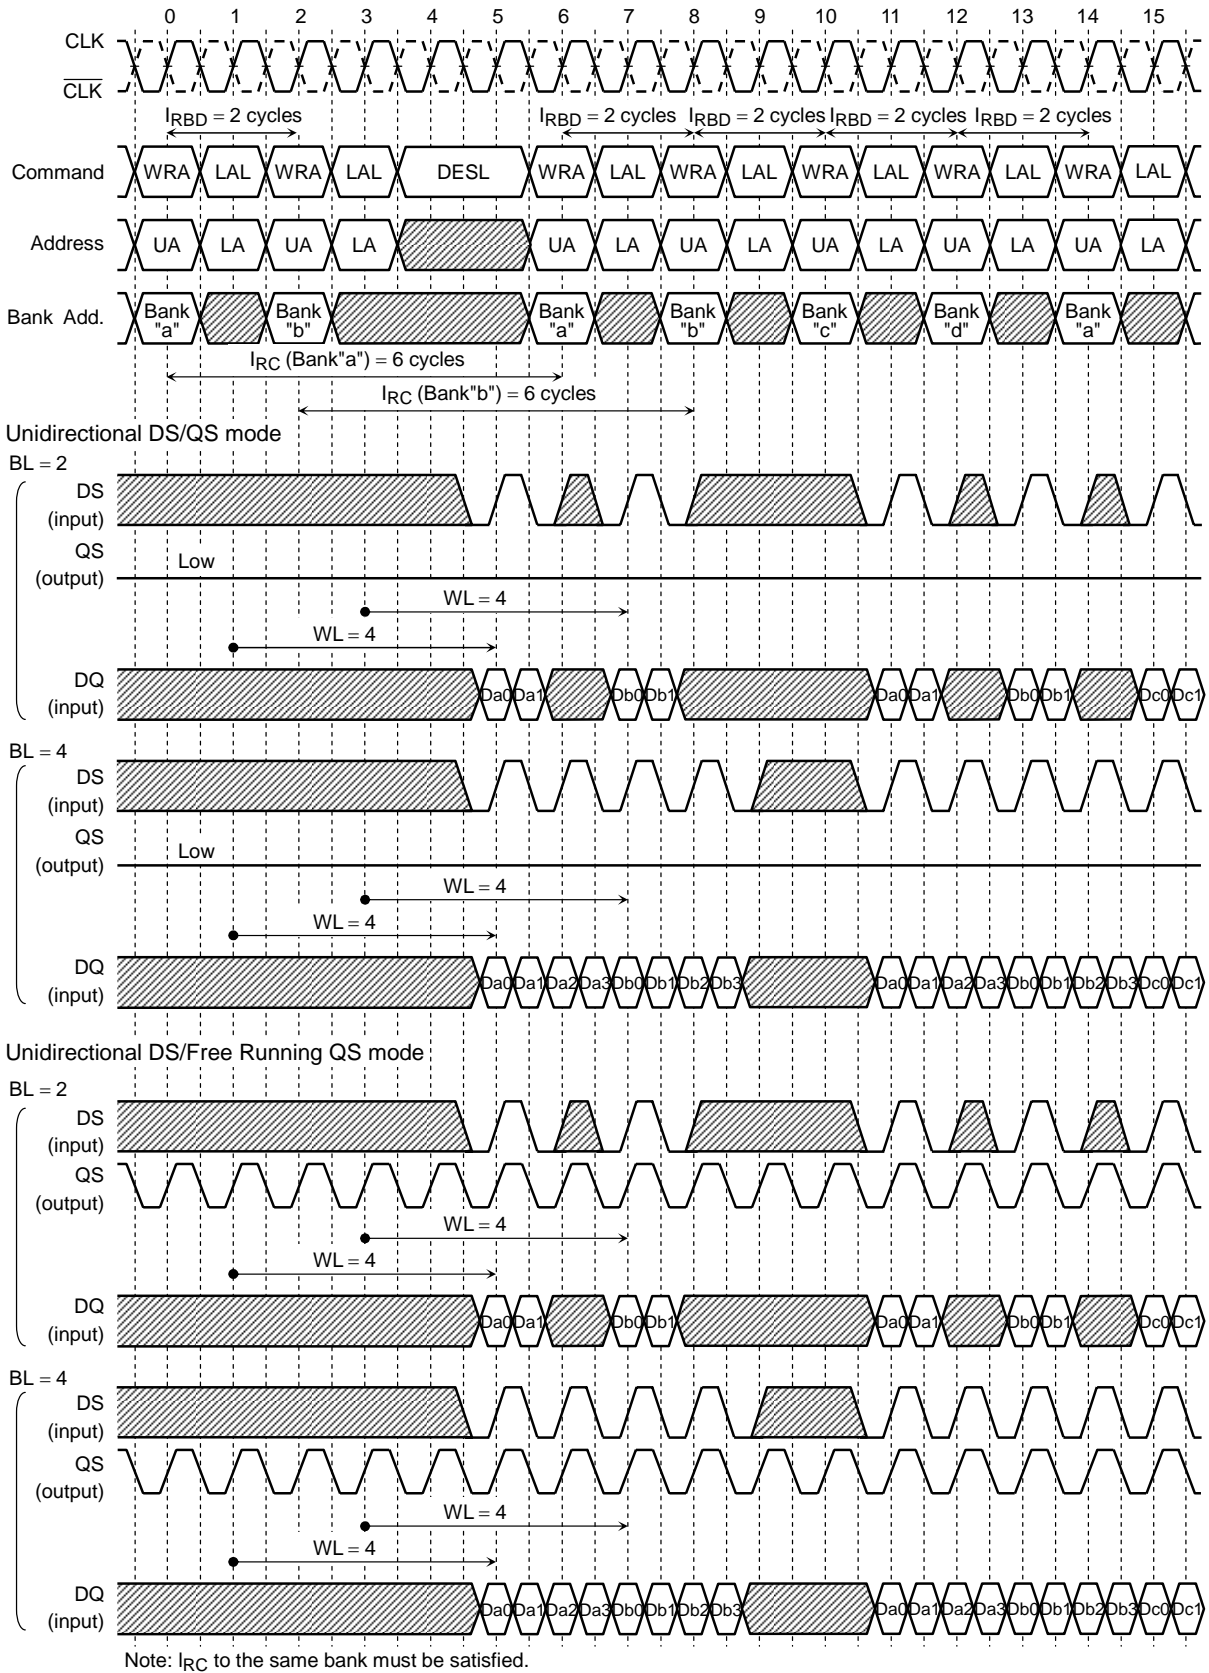 0 1 2 3 4 5 6 7 8 9 10 11 12 13 14 15
CLK
CLK
IRBD = 2 cycles IRBD = 2 cycles IRBD = 2 cycles IRBD = 2 cycles IRBD = 2 cycles
Command WRA LAL WRA LAL DESL WRA LAL WRA LAL WRA LAL WRA LAL WRA LAL
Address UA LA UA LA UA LA UA LA UA LA UA LA UA LA
Bank Add. Bank "a" Bank "b" Bank "a" Bank "b" Bank "c" Bank "d" Bank "a"
IRC (Bank"a") = 6 cycles
IRC (Bank"b") = 6 cycles
Unidirectional DS/QS mode
BL = 2
DS
(input)
QS
(output)
Low
WL = 4
WL = 4
DQ
(input)
Da0 Da1 Db0 Db1 Da0 Da1 Db0 Db1 Dc0 Dc1
BL = 4
DS
(input)
QS
(output)
Low
WL = 4
WL = 4
DQ
(input)
Da0 Da1 Da2 Da3 Db0 Db1 Db2 Db3 Da0 Da1 Da2 Da3 Db0 Db1 Db2 Db3 Dc0 Dc1
Unidirectional DS/Free Running QS mode
BL = 2
DS
(input)
QS
(output)
WL = 4
WL = 4
DQ
(input)
Da0 Da1 Db0 Db1 Da0 Da1 Db0 Db1 Dc0 Dc1
BL = 4
DS
(input)
QS
(output)
WL = 4
WL = 4
DQ
(input)
Da0 Da1 Da2 Da3 Db0 Db1 Db2 Db3 Da0 Da1 Da2 Da3 Db0 Db1 Db2 Db3 Dc0 Dc1
Note: IRC to the same bank must be satisfied.